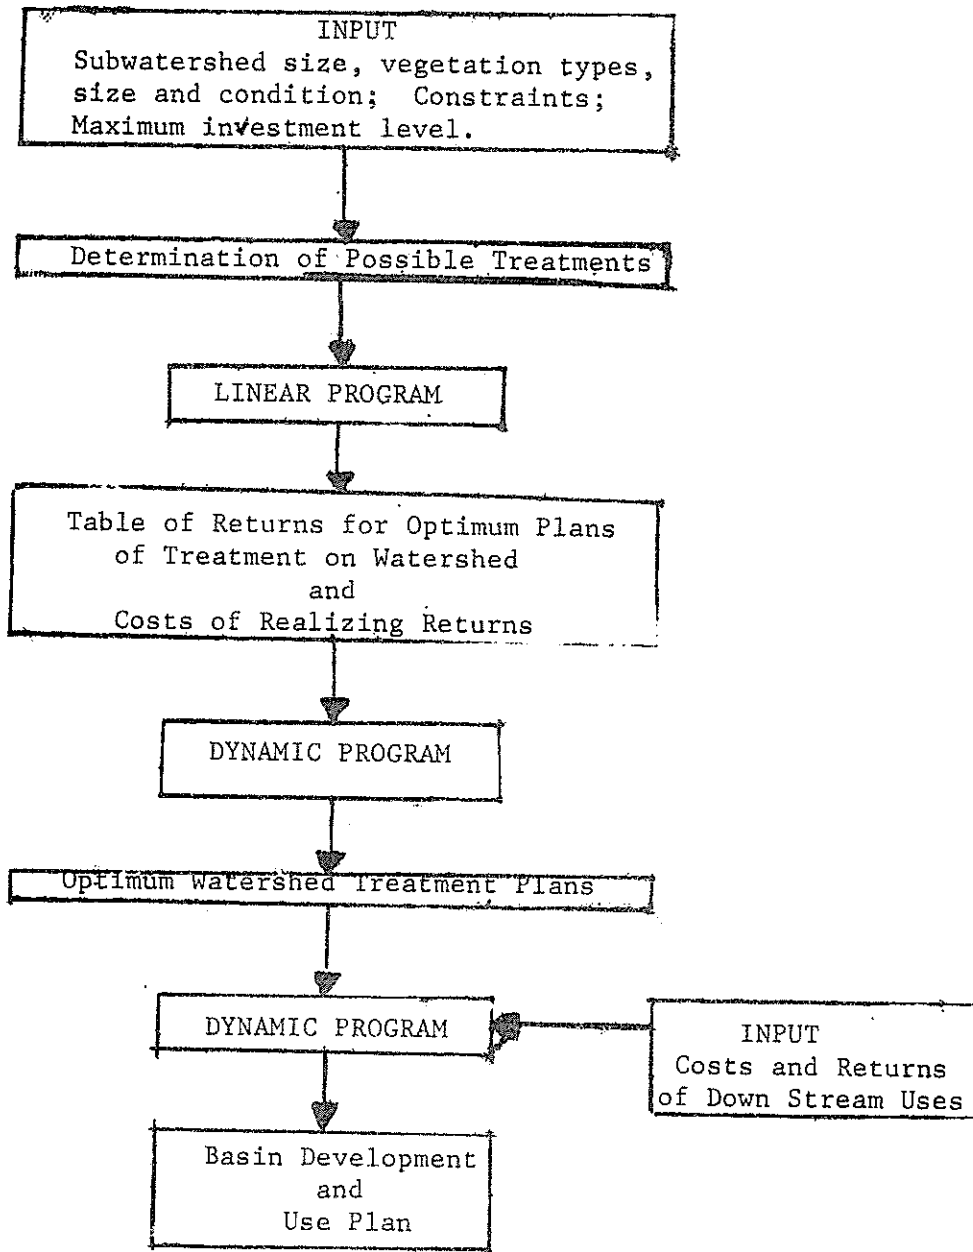 INPUT
Subwatershed size, vegetation types,
size and condition; Constraints;
Maximum investment level.
Determination of Possible Treatments
LINEAR PROGRAM
Table of Returns for Optimum Plans
of Treatment on Watershed
and
Costs of Realizing Returns
DYNAMIC PROGRAM
Optimum Watershed Treatment Plans
DYNAMIC PROGRAM
INPUT
Costs and Returns
of Down Stream Uses
Basin Development
and
Use Plan